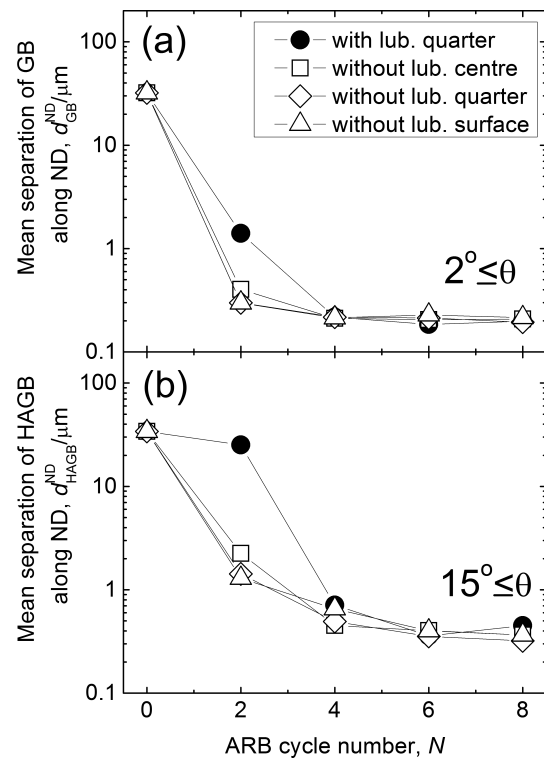 (a)
with lub. quarter
without lub. centre
without lub. quarter
without lub. surface
100
10
1
0.1
Mean separation of GB
along ND, d_GB^ND/μm
2°≤θ
(b)
100
10
1
0.1
Mean separation of HAGB
along ND, d_HAGB^ND/μm
15°≤θ
0 2 4 6 8
ARB cycle number, N